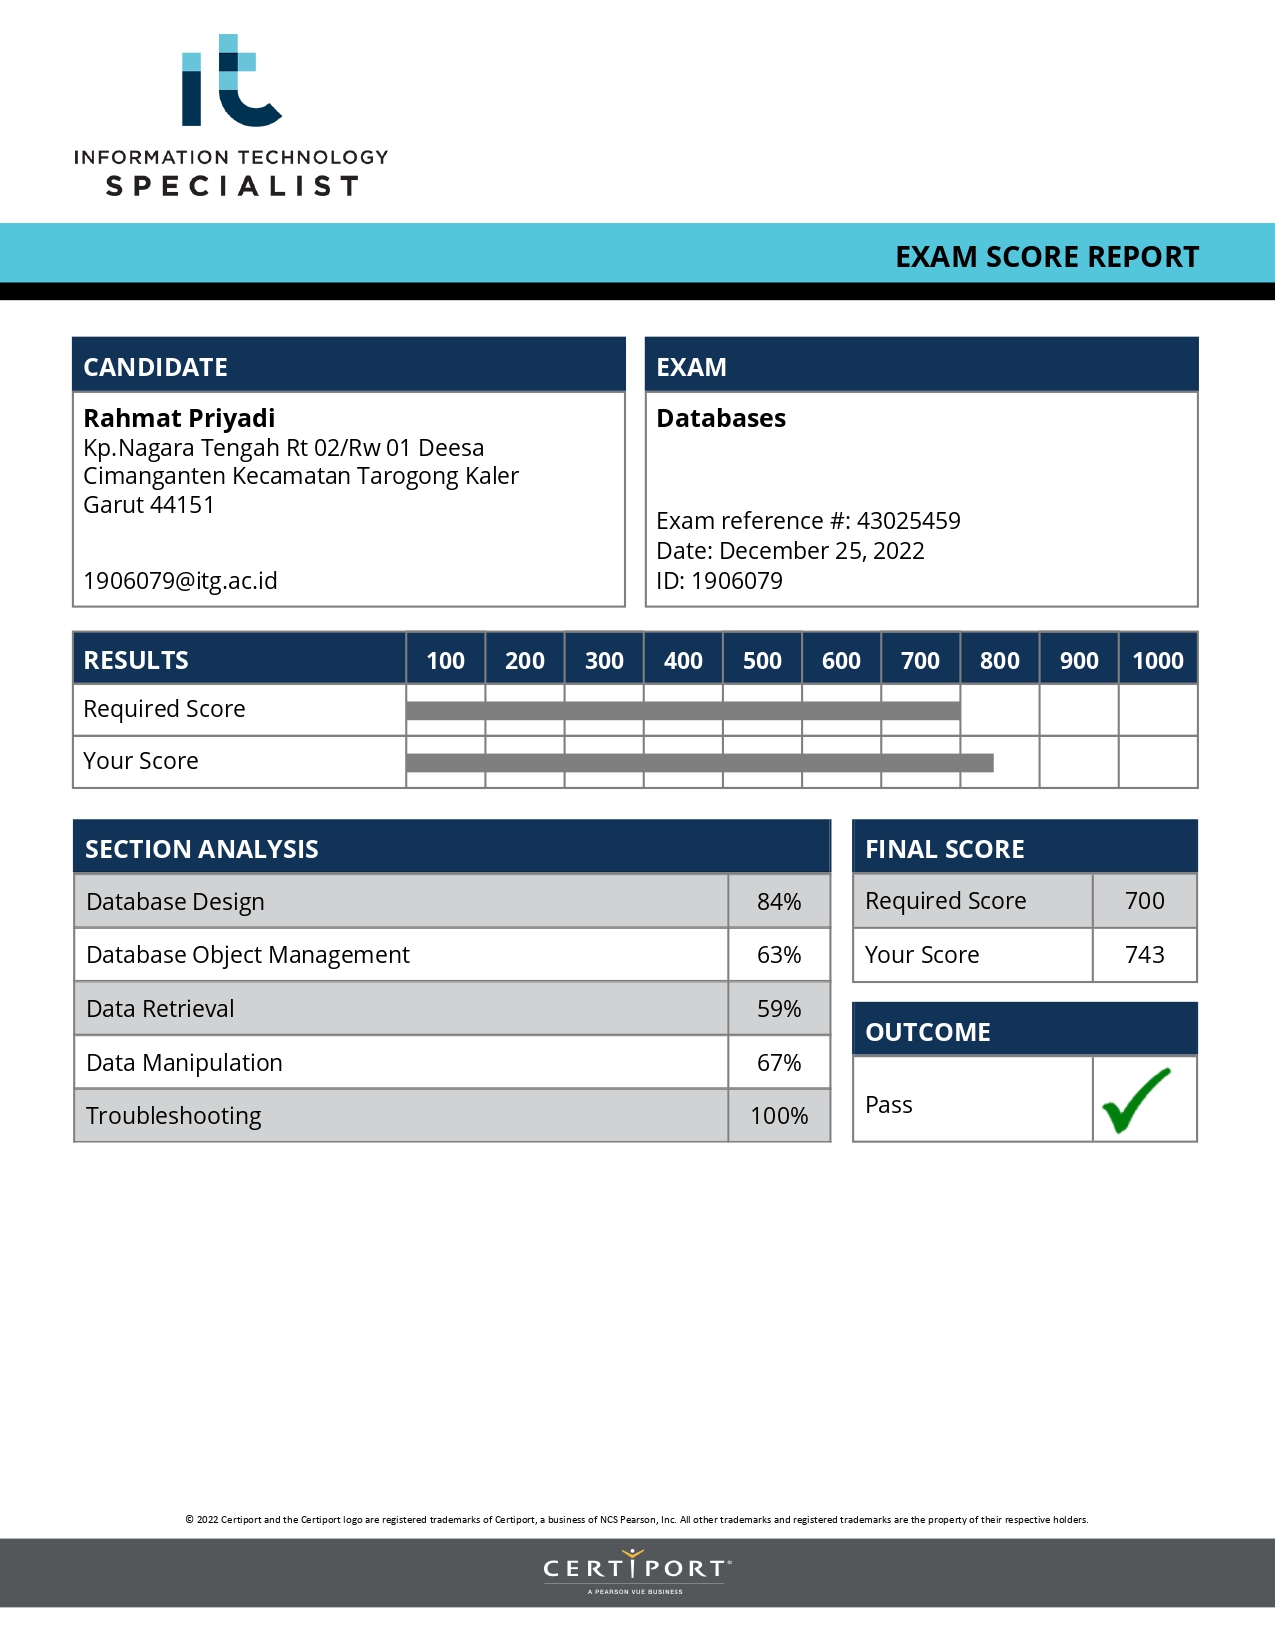 it
INFORMATION TECHNOLOGY
SPECIALIST
EXAM SCORE REPORT
CANDIDATE
Rahmat Priyadi
Kp.Nagara Tengah Rt 02/Rw 01 Deesa
Cimanganten Kecamatan Tarogong Kaler
Garut 44151
1906079@itg.ac.id
EXAM
Databases
Exam reference #: 43025459
Date: December 25, 2022
ID: 1906079
RESULTS 100 200 300 400 500 600 700 800 900 1000
Required Score
Your Score
SECTION ANALYSIS
Database Design 84%
Database Object Management 63%
Data Retrieval 59%
Data Manipulation 67%
Troubleshooting 100%
FINAL SCORE
Required Score 700
Your Score 743
OUTCOME
Pass
© 2022 Certiport and the Certiport logo are registered trademarks of Certiport, a business of NCS Pearson, Inc. All other trademarks and registered trademarks are the property of their respective holders.
CERTIPORT®
A PEARSON VUE BUSINESS